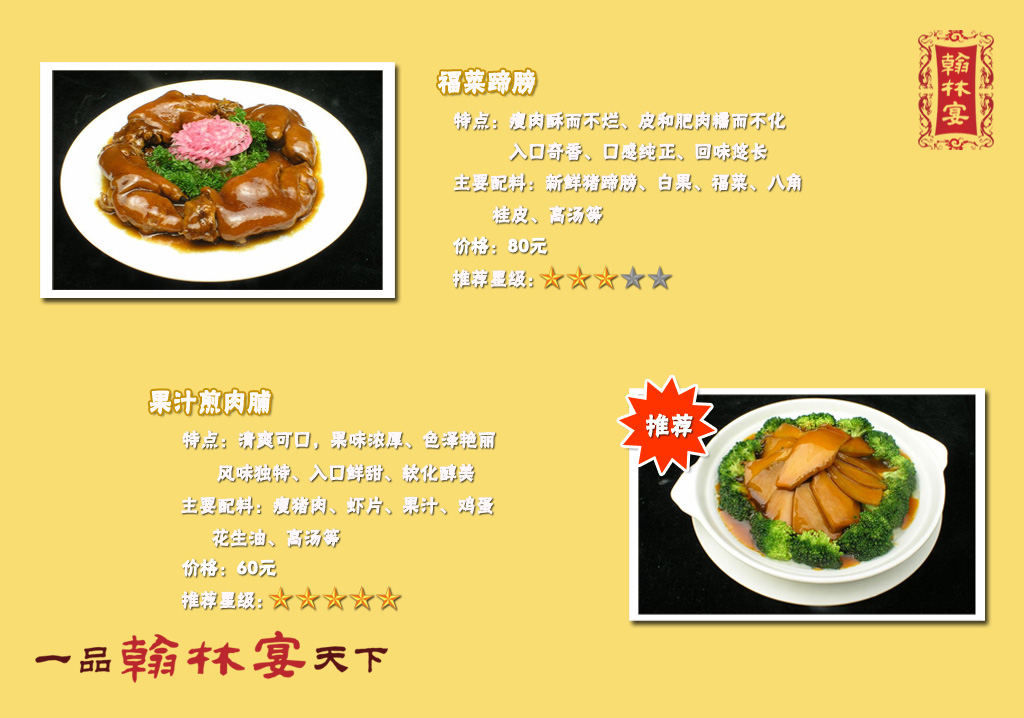 翰林宴
福菜蹄膀
特点：瘦肉酥而不烂、皮和肥肉糯而不化
入口奇香、口感纯正、回味悠长
主要配料：新鲜猪蹄膀、白果、福菜、八角
桂皮、高汤等
价格：80元
推荐星级：
果汁煎肉脯
特点：清爽可口，果味浓厚、色泽艳丽
风味独特、入口鲜甜、软化醇美
主要配料：瘦猪肉、虾片、果汁、鸡蛋
花生油、高汤等
价格：60元
推荐星级：
推荐
一品翰林宴天下